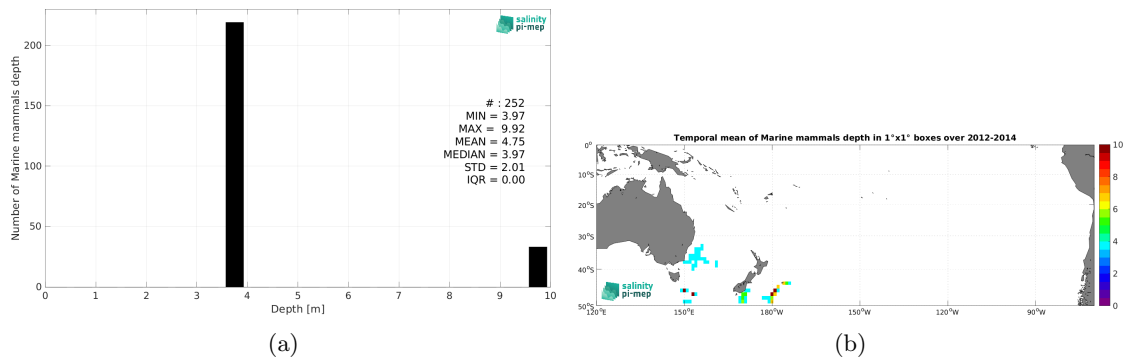 salinity
pi-mep
Number of Marine mammals depth
200
150
100
50
0
# : 252
MIN = 3.97
MAX = 9.92
MEAN = 4.75
MEDIAN = 3.97
STD = 2.01
IQR = 0.00
0 1 2 3 4 5 6 7 8 9 10
Depth [m]
(a)
Temporal mean of Marine mammals depth in 1°x1° boxes over 2012-2014
0°
10°S
20°S
30°S
40°S
50°S
120°E 150°E 180°W 150°W 120°W 90°W
salinity
pi-mep
10
8
6
4
2
0
(b)